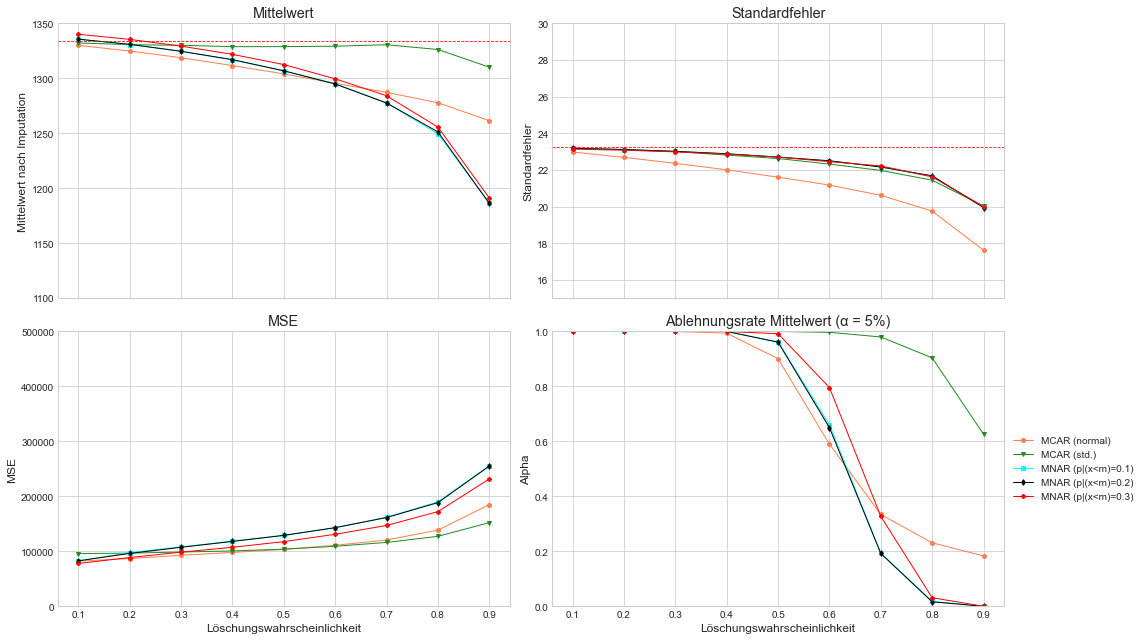 Mittelwert
Mittelwert nach Imputation
1350
1300
1250
1200
1150
1100
Standardfehler
Standardfehler
30
28
26
24
22
20
18
16
MSE
MSE
500000
400000
300000
200000
100000
0
0.1 0.2 0.3 0.4 0.5 0.6 0.7 0.8 0.9
Löschungswahrscheinlichkeit
Ablehnungsrate Mittelwert (α = 5%)
Alpha
1.0
0.8
0.6
0.4
0.2
0.0
0.1 0.2 0.3 0.4 0.5 0.6 0.7 0.8 0.9
Löschungswahrscheinlichkeit
MCAR (normal)
MCAR (std.)
MNAR (p|(x<m)=0.1)
MNAR (p|(x<m)=0.2)
MNAR (p|(x<m)=0.3)